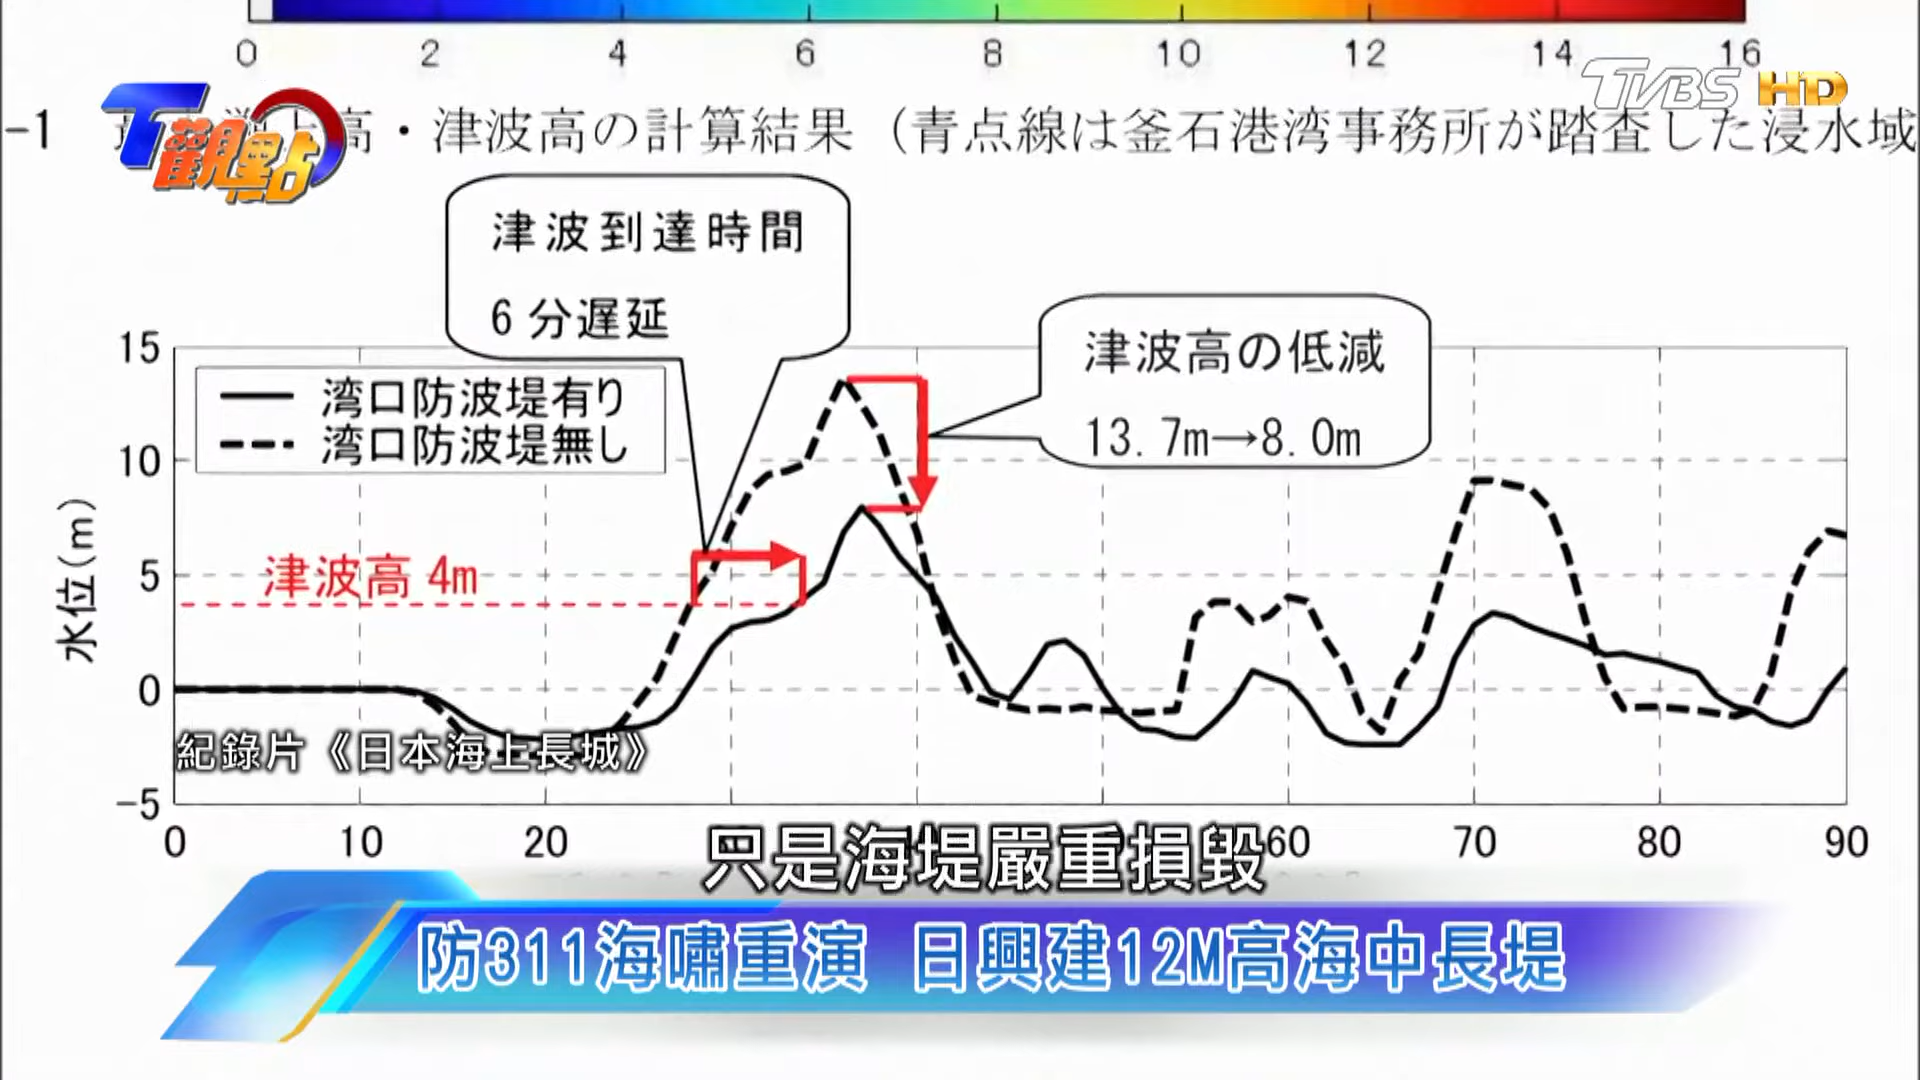 0 2 4 6 8 10 12 14 16
TVBS HD
T觀點
-1 高・津波高の計算結果（青点線は釜石港湾事務所が踏査した浸水域
津波到達時間
6分遅延
津波高の低減
13.7m→8.0m
湾口防波堤有り
湾口防波堤無し
15
10
5
0
-5
水位(m)
津波高 4m
紀錄片《日本海上長城》
0 10 20 60 70 80 90
只是海堤嚴重損毀
防311海嘯重演 日興建12M高海中長堤